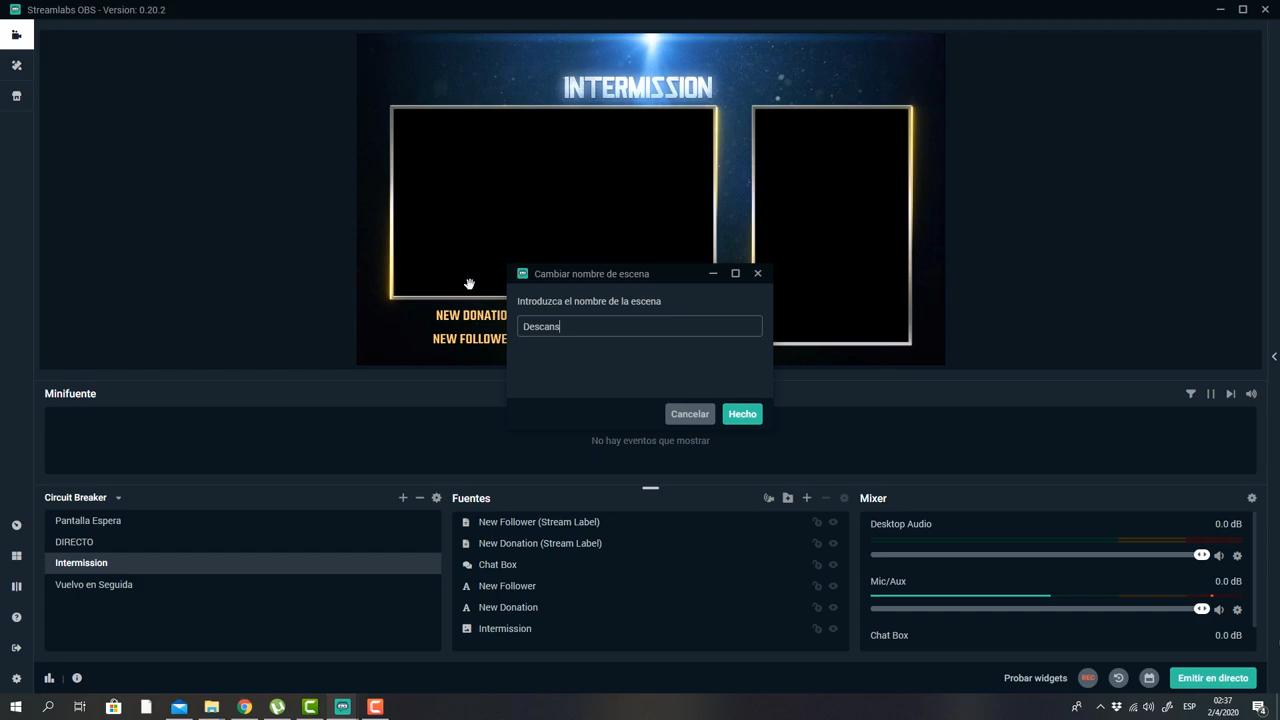 Streamlabs OBS - Version: 0.20.2
INTERMISSION
NEW DONATIO
NEW FOLLOWE
Cambiar nombre de escena
Introduzca el nombre de la escena
Descans
Cancelar
Hecho
Minifuente
No hay eventos que mostrar
Circuit Breaker
Pantalla Espera
DIRECTO
Intermission
Vuelvo en Seguida
Fuentes
New Follower (Stream Label)
New Donation (Stream Label)
Chat Box
New Follower
New Donation
Intermission
Mixer
Desktop Audio 0.0 dB
Mic/Aux 0.0 dB
Chat Box 0.0 dB
Probar widgets
REC
Emitir en directo
ESP
02:37
2/4/2020
4